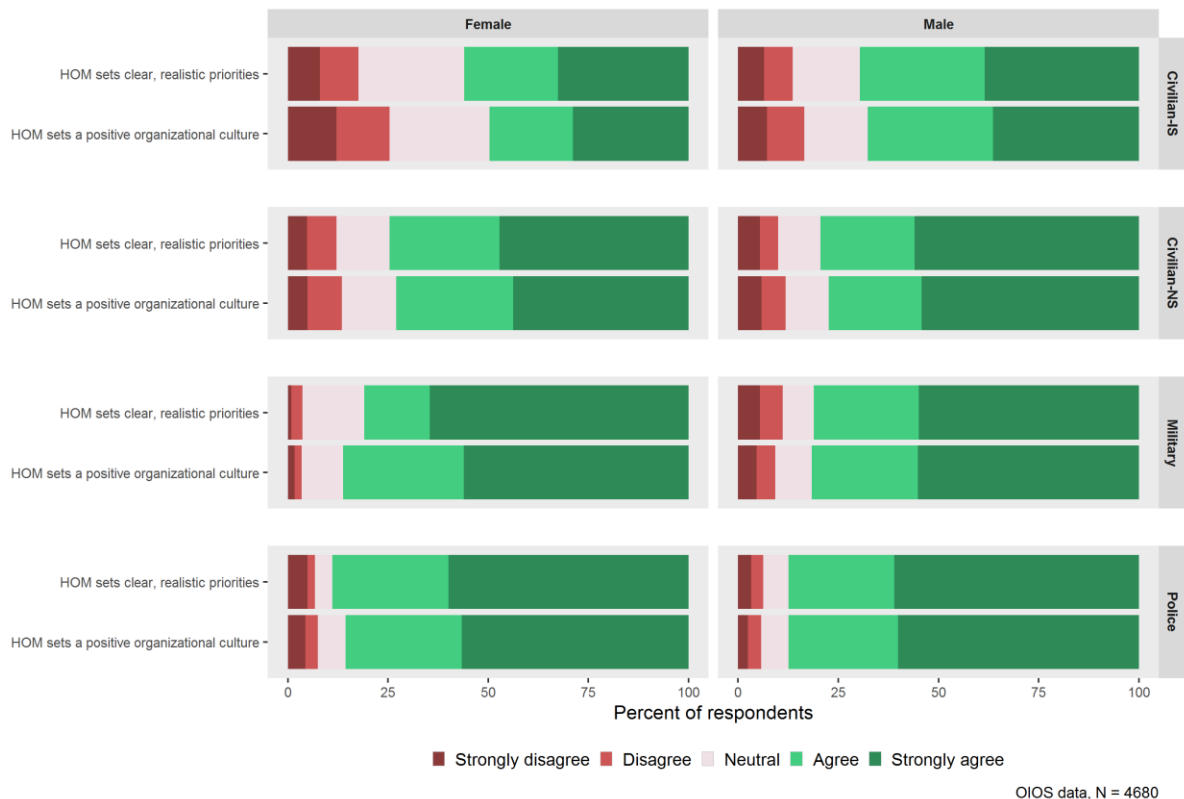 Female Male
HOM sets clear, realistic priorities
HOM sets a positive organizational culture
Civilian-IS
HOM sets clear, realistic priorities
HOM sets a positive organizational culture
Civilian-NS
HOM sets clear, realistic priorities
HOM sets a positive organizational culture
Military
HOM sets clear, realistic priorities
HOM sets a positive organizational culture
Police
0 25 50 75 100 0 25 50 75 100
Percent of respondents
Strongly disagree Disagree Neutral Agree Strongly agree
OIOS data, N = 4680